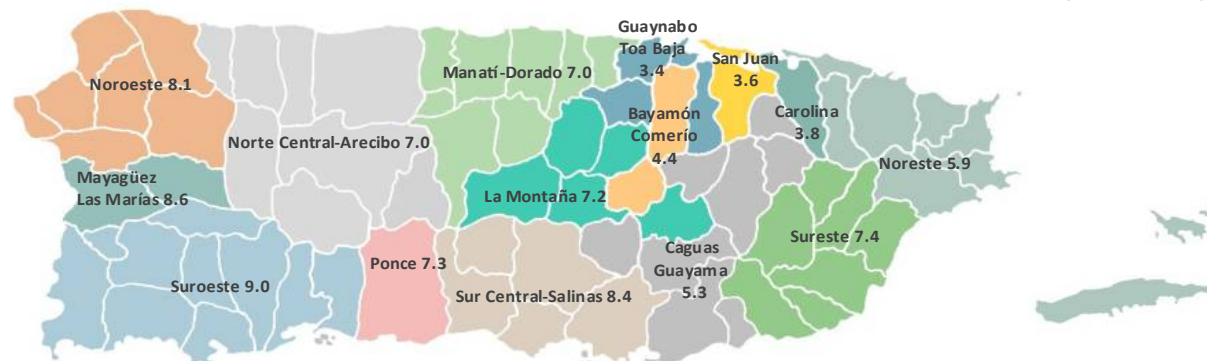 Guaynabo
Toa Baja
3.4
San Juan
3.6
Noroeste 8.1
Manatí-Dorado 7.0
Carolina
3.8
Bayamón
Comerío
4.4
Norte Central-Arecibo 7.0
Noreste 5.9
Mayagüez
Las Marías 8.6
La Montaña 7.2
Sureste 7.4
Caguas
Guayama
5.3
Ponce 7.3
Suroeste 9.0
Sur Central-Salinas 8.4